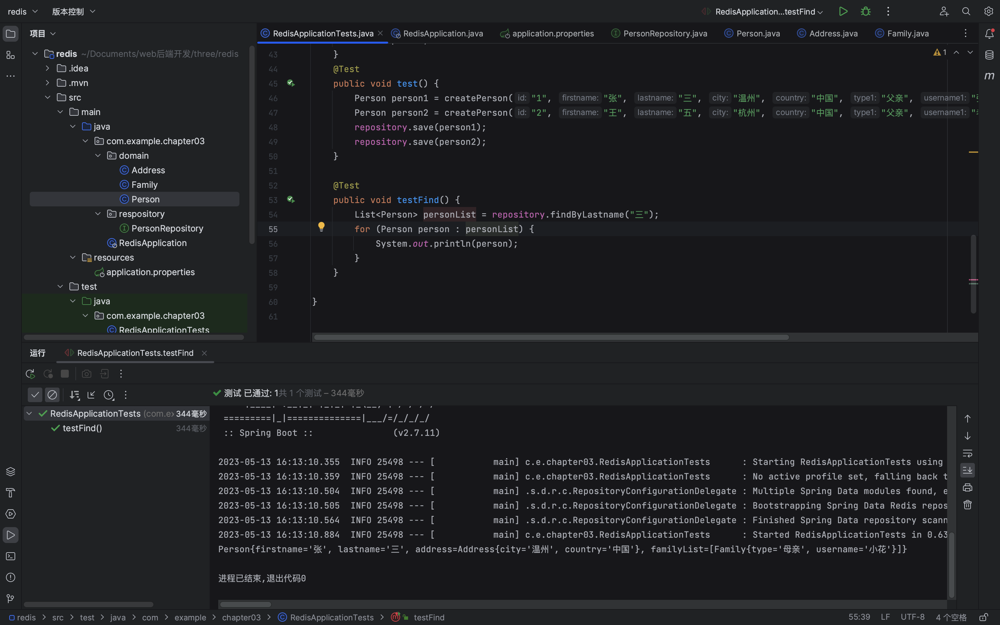 redis 版本控制 RedisApplication...testFind
项目
RedisApplicationTests.java RedisApplication.java application.properties PersonRepository.java Person.java Address.java Family.java
redis ~/Documents/web后端开发/three/redis
.idea
.mvn
src
main
java
com.example.chapter03
domain
Address
Family
Person
respository
PersonRepository
RedisApplication
resources
application.properties
test
java
com.example.chapter03
RedisApplicationTests
1
43 }
44 @Test
45 public void test() {
46 Person person1 = createPerson( id: "1", firstname: "张", lastname: "三", city: "温州", country: "中国", type1: "父亲", username1:
47 Person person2 = createPerson( id: "2", firstname: "王", lastname: "五", city: "杭州", country: "中国", type1: "父亲", username1:
48 repository.save(person1);
49 repository.save(person2);
50 }
51
52 @Test
53 public void testFind() {
54 List<Person> personList = repository.findByLastname("三");
55 for (Person person : personList) {
56 System.out.println(person);
57 }
58 }
59
60 }
61
m
运行 RedisApplicationTests.testFind
测试 已通过: 1共 1 个测试 – 344毫秒
RedisApplicationTests (com.ex 344毫秒
testFind() 344毫秒
=========|_|==============|___/=/_/_/_/
:: Spring Boot :: (v2.7.11)
2023-05-13 16:13:10.355 INFO 25498 --- [ main] c.e.chapter03.RedisApplicationTests : Starting RedisApplicationTests using
2023-05-13 16:13:10.359 INFO 25498 --- [ main] c.e.chapter03.RedisApplicationTests : No active profile set, falling back t
2023-05-13 16:13:10.504 INFO 25498 --- [ main] .s.d.r.c.RepositoryConfigurationDelegate : Multiple Spring Data modules found, e
2023-05-13 16:13:10.505 INFO 25498 --- [ main] .s.d.r.c.RepositoryConfigurationDelegate : Bootstrapping Spring Data Redis repos
2023-05-13 16:13:10.564 INFO 25498 --- [ main] .s.d.r.c.RepositoryConfigurationDelegate : Finished Spring Data repository scann
2023-05-13 16:13:10.884 INFO 25498 --- [ main] c.e.chapter03.RedisApplicationTests : Started RedisApplicationTests in 0.63
Person{firstname='张', lastname='三', address=Address{city='温州', country='中国'}, familyList=[Family{type='母亲', username='小花'}]}
进程已结束,退出代码0
redis > src > test > java > com > example > chapter03 > RedisApplicationTests > testFind 55:39 LF UTF-8 4 个空格